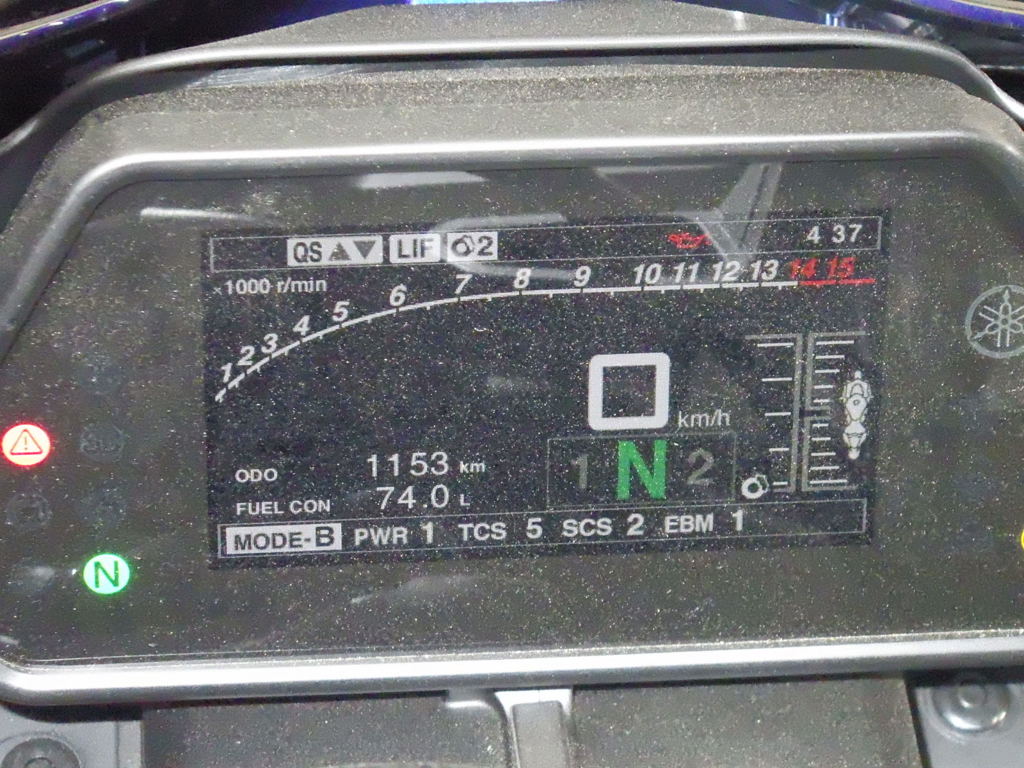 QS▲▼ LIF 2 4 37
×1000 r/min
1 2 3 4 5 6 7 8 9 10 11 12 13 14 15
0 km/h
1 N 2
ODO 1153 km
FUEL CON 74.0 L
MODE-B PWR 1 TCS 5 SCS 2 EBM 1
N